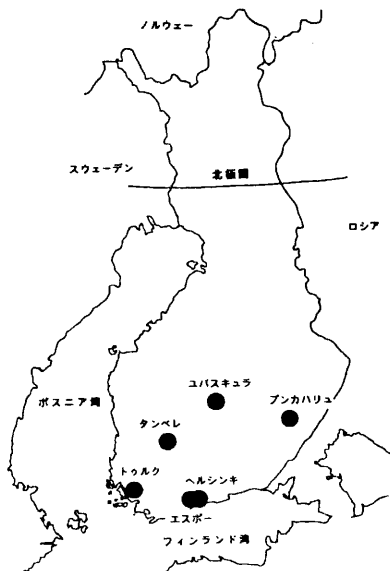 ノルウェー
スウェーデン
北極圏
ロシア
ユバスキュラ
プンカハリュ
ボスニア湾
タンペレ
トゥルク
ヘルシンキ
エスポー
フィンランド湾